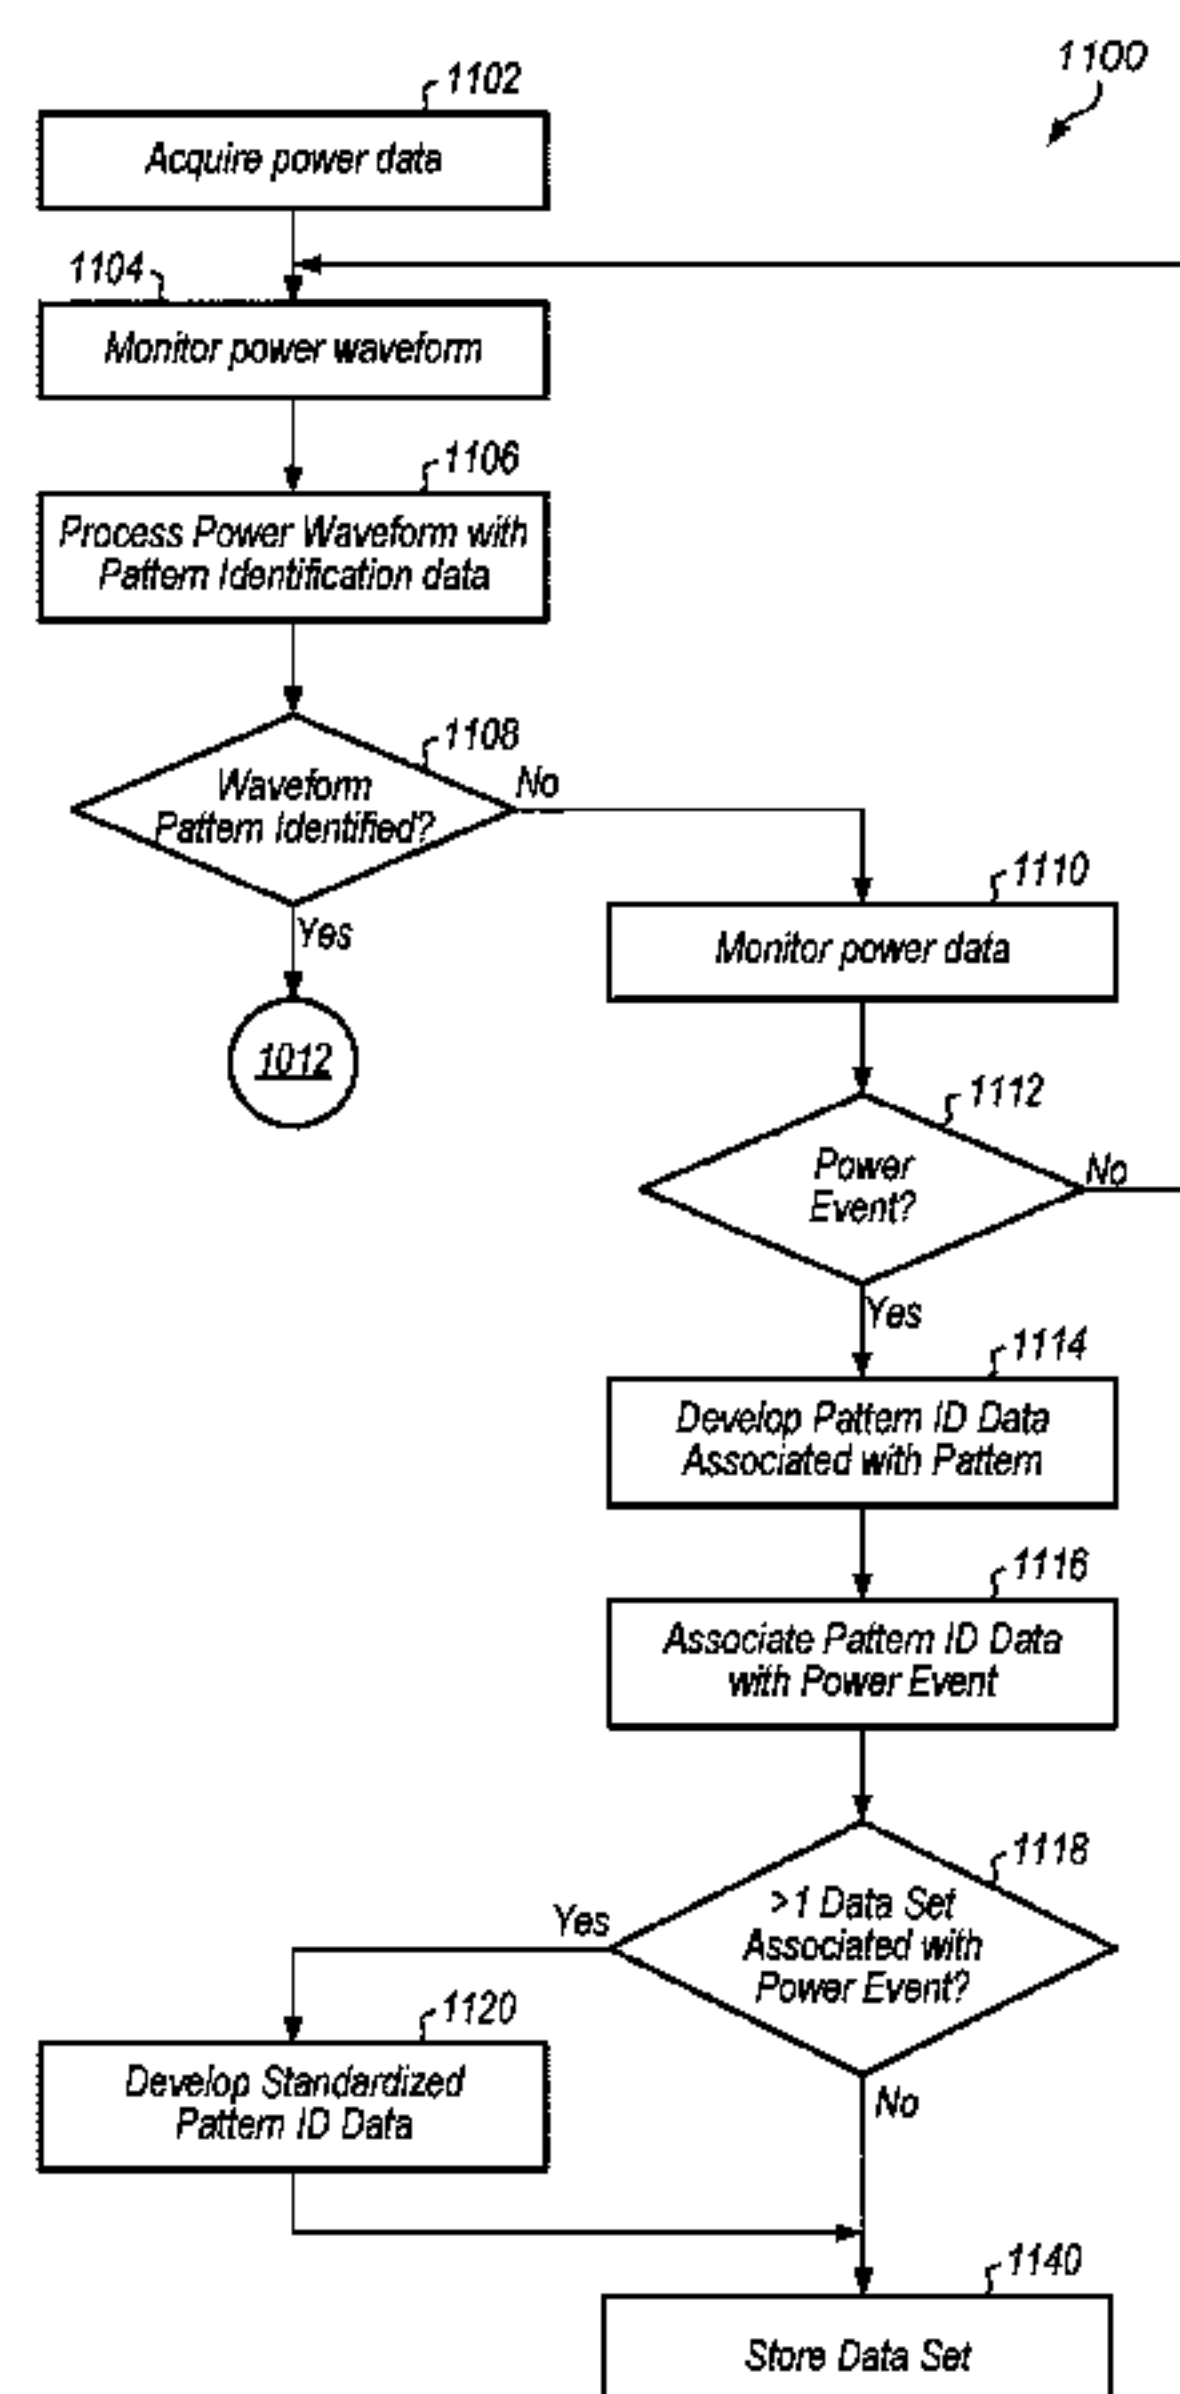 1100
1102
Acquire power data
1104
Monitor power waveform
1106
Process Power Waveform with
Pattern Identification data
1108
Waveform
Pattern Identified?
No
Yes
1012
1110
Monitor power data
1112
Power
Event?
No
Yes
1114
Develop Pattern ID Data
Associated with Pattern
1116
Associate Pattern ID Data
with Power Event
1118
>1 Data Set
Associated with
Power Event?
Yes
1120
Develop Standardized
Pattern ID Data
No
1140
Store Data Set